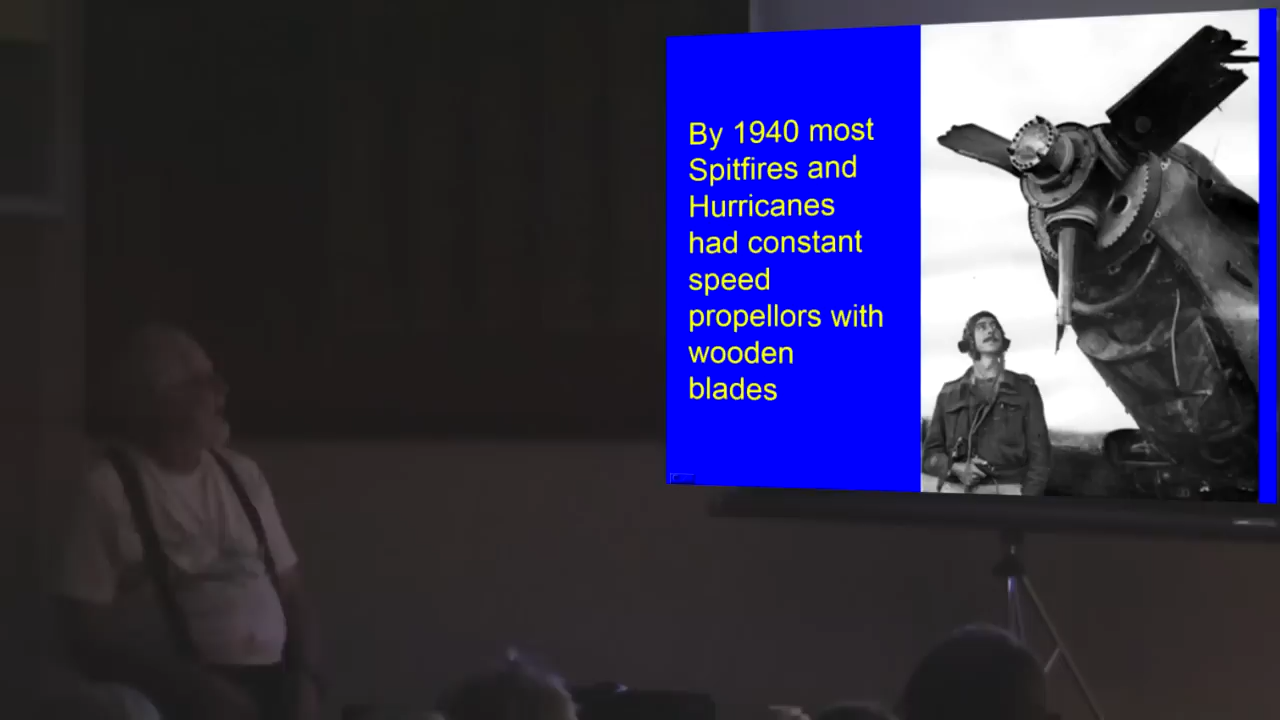 By 1940 most
Spitfires and
Hurricanes
had constant
speed
propellors with
wooden
blades